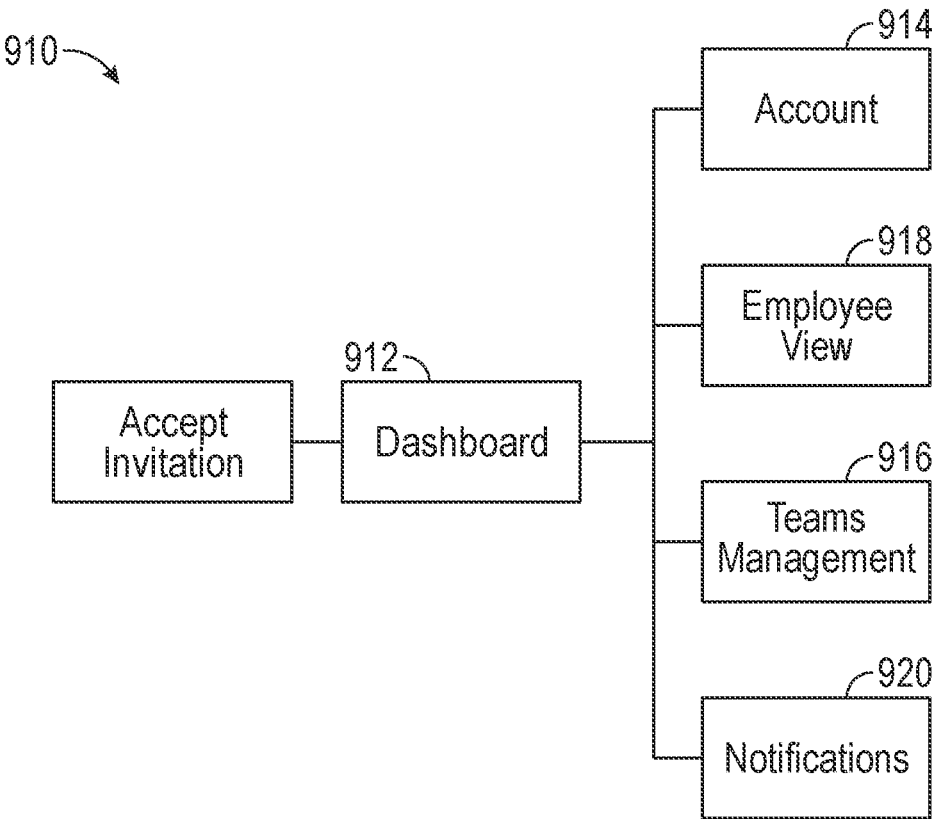 910
914
Account
918
Employee
View
912
Accept
Invitation
Dashboard
916
Teams
Management
920
Notifications